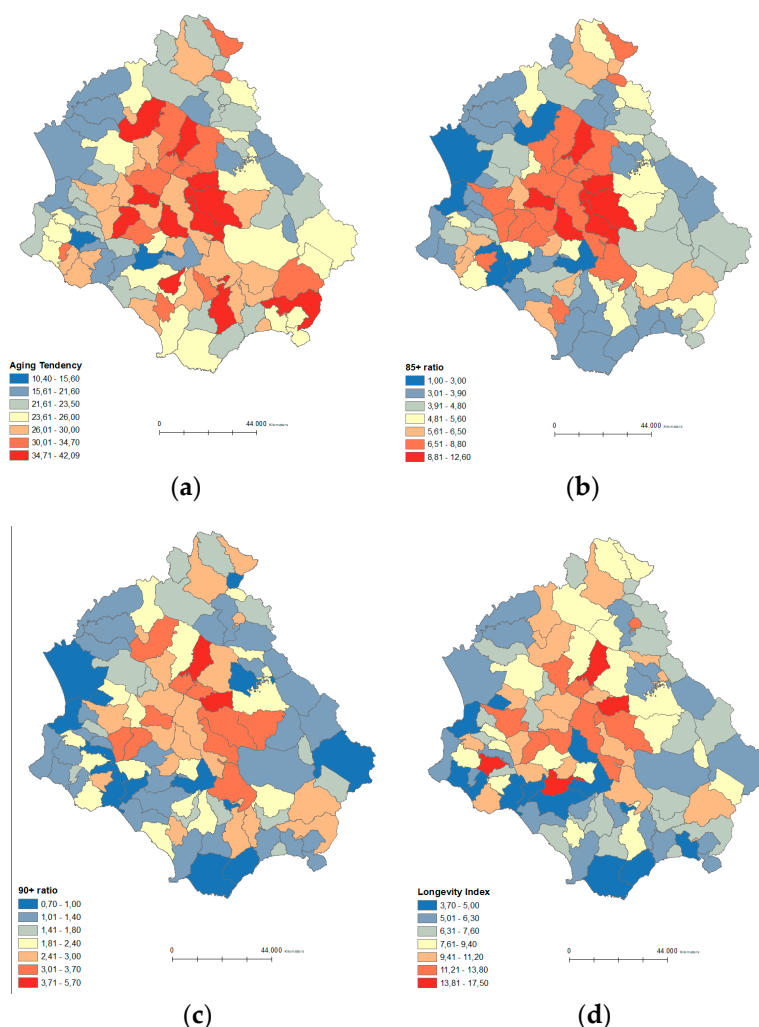 Aging Tendency
10,40 - 15,60
15,61 - 21,60
21,61 - 23,50
23,61 - 26,00
26,01 - 30,00
30,01 - 34,70
34,71 - 42,09
0 44.000 Kilometers
(a)
85+ ratio
1,00 - 3,00
3,01 - 3,90
3,91 - 4,80
4,81 - 5,60
5,61 - 6,50
6,51 - 8,80
8,81 - 12,60
0 44.000 Kilometers
(b)
90+ ratio
0,70 - 1,00
1,01 - 1,40
1,41 - 1,80
1,81 - 2,40
2,41 - 3,00
3,01 - 3,70
3,71 - 5,70
0 44.000 Kilometers
(c)
Longevity Index
3,70 - 5,00
5,01 - 6,30
6,31 - 7,60
7,61 - 9,40
9,41 - 11,20
11,21 - 13,80
13,81 - 17,50
0 44.000 Kilometers
(d)